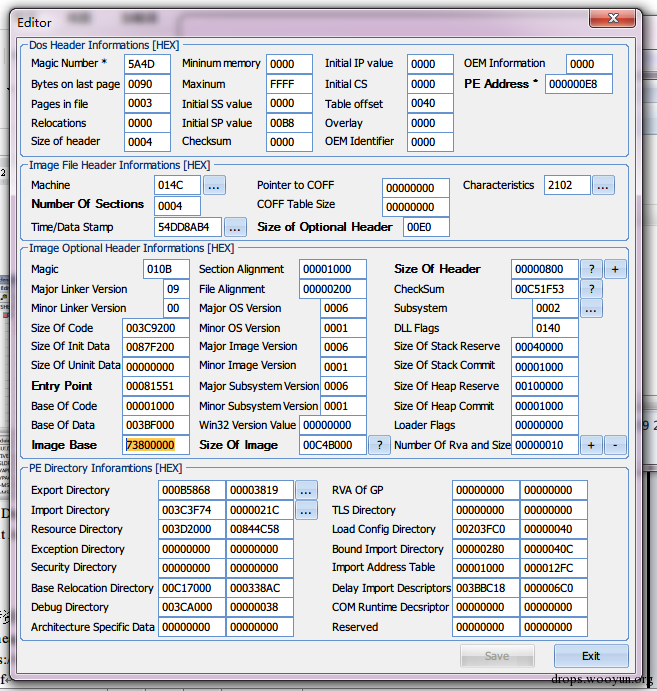 Editor
Dos Header Informations [HEX]
Magic Number * 5A4D Mininum memory 0000 Initial IP value 0000 OEM Information 0000
Bytes on last page 0090 Maxinum FFFF Initial CS 0000 PE Address * 000000E8
Pages in file 0003 Initial SS value 0000 Table offset 0040
Relocations 0000 Initial SP value 00B8 Overlay 0000
Size of header 0004 Checksum 0000 OEM Identifier 0000
Image File Header Informations [HEX]
Machine 014C ... Pointer to COFF 00000000 Characteristics 2102 ...
Number Of Sections 0004 COFF Table Size 00000000
Time/Data Stamp 54DD8AB4 ... Size of Optional Header 00E0
Image Optional Header Informations [HEX]
Magic 010B Section Alignment 00001000 Size Of Header 00000800 ? +
Major Linker Version 09 File Alignment 00000200 CheckSum 00C51F53 ?
Minor Linker Version 00 Major OS Version 0006 Subsystem 0002 ...
Size Of Code 003C9200 Minor OS Version 0001 DLL Flags 0140
Size Of Init Data 0087F200 Major Image Version 0006 Size Of Stack Reserve 00040000
Size Of Uninit Data 00000000 Minor Image Version 0001 Size Of Stack Commit 00001000
Entry Point 00081551 Major Subsystem Version 0006 Size Of Heap Reserve 00100000
Base Of Code 00001000 Minor Subsystem Version 0001 Size Of Heap Commit 00001000
Base Of Data 003BF000 Win32 Version Value 00000000 Loader Flags 00000000
Image Base 73800000 Size Of Image 00C4B000 ? Number Of Rva and Size 00000010 + -
PE Directory Inforamtions [HEX]
Export Directory 000B5868 00003819 ... RVA Of GP 00000000 00000000
Import Directory 003C3F74 0000021C ... TLS Directory 00000000 00000000
Resource Directory 003D2000 00844C58 Load Config Directory 00203FC0 00000040
Exception Directory 00000000 00000000 Bound Import Directory 00000280 0000040C
Security Directory 00000000 00000000 Import Address Table 00001000 000012FC
Base Relocation Directory 00C17000 000338AC Delay Import Descriptors 003BBC18 000006C0
Debug Directory 003CA000 00000038 COM Runtime Decsriptor 00000000 00000000
Architecture Specific Data 00000000 00000000 Reserved 00000000 00000000
Save Exit
drops.wooyun.org